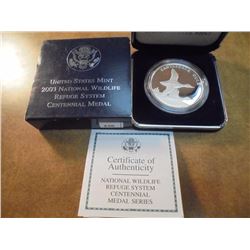 UNITED STATES MINT
2003 NATIONAL WILDLIFE
REFUGE SYSTEM
CENTENNIAL MEDAL
Certificate of
Authenticity
NATIONAL WILDLIFE
REFUGE SYSTEM
CENTENNIAL
MEDAL SERIES